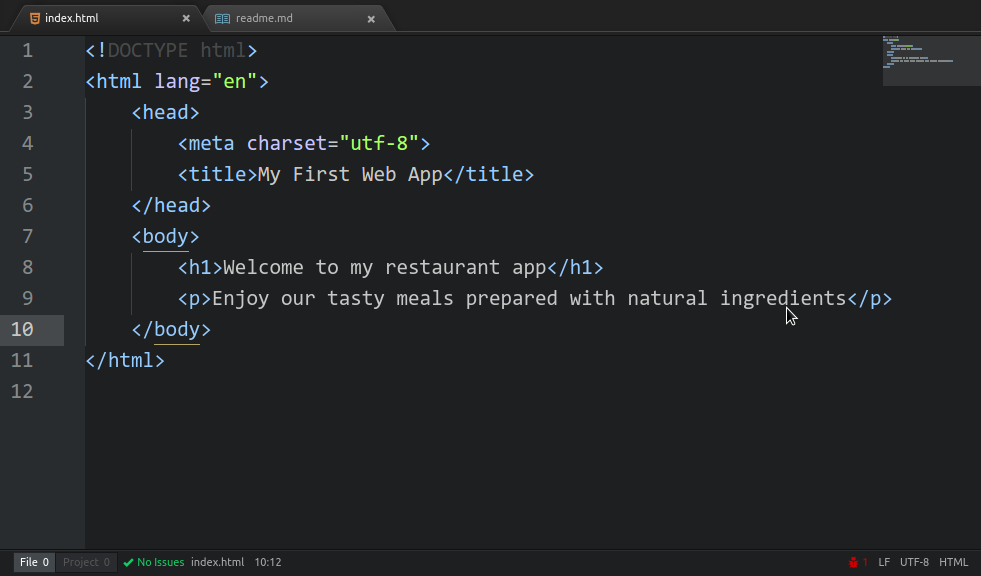 index.html
readme.md
1 <!DOCTYPE html>
2 <html lang="en">
3 <head>
4 <meta charset="utf-8">
5 <title>My First Web App</title>
6 </head>
7 <body>
8 <h1>Welcome to my restaurant app</h1>
9 <p>Enjoy our tasty meals prepared with natural ingredients</p>
10 </body>
11 </html>
12
File 0 Project 0 No Issues index.html 10:12 1 LF UTF-8 HTML